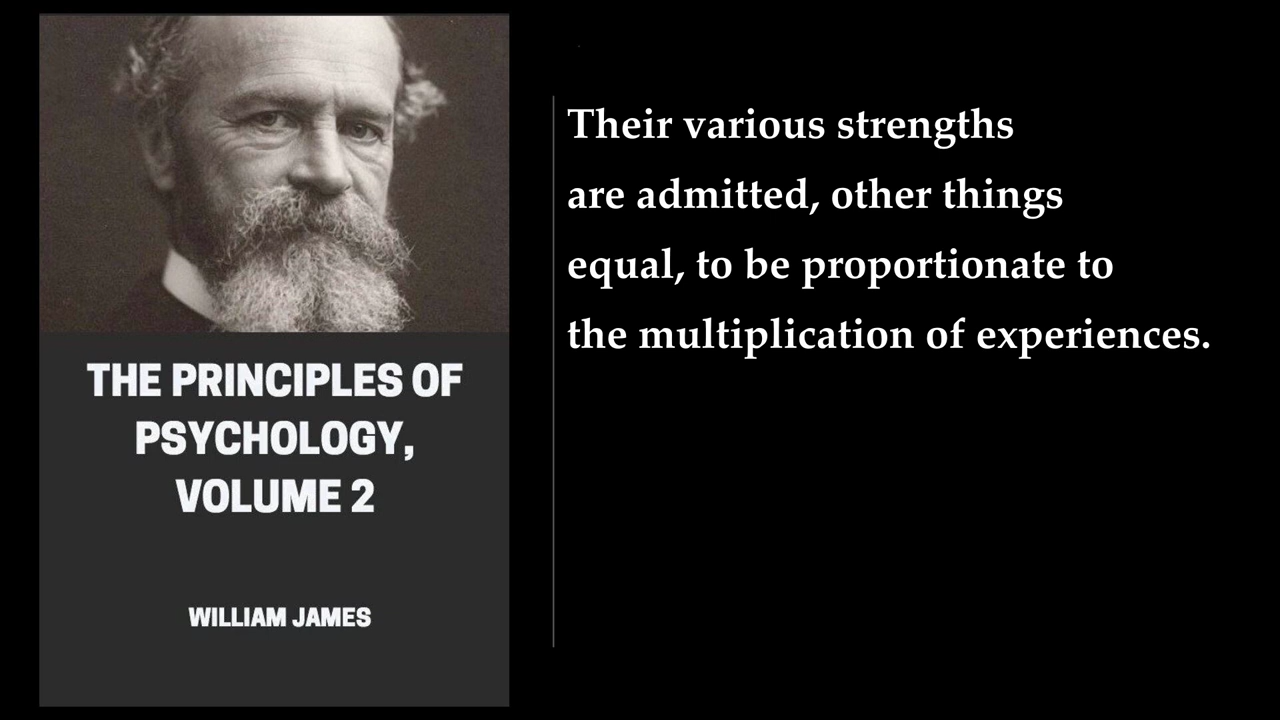 THE PRINCIPLES OF
PSYCHOLOGY,
VOLUME 2
WILLIAM JAMES
Their various strengths
are admitted, other things
equal, to be proportionate to
the multiplication of experiences.